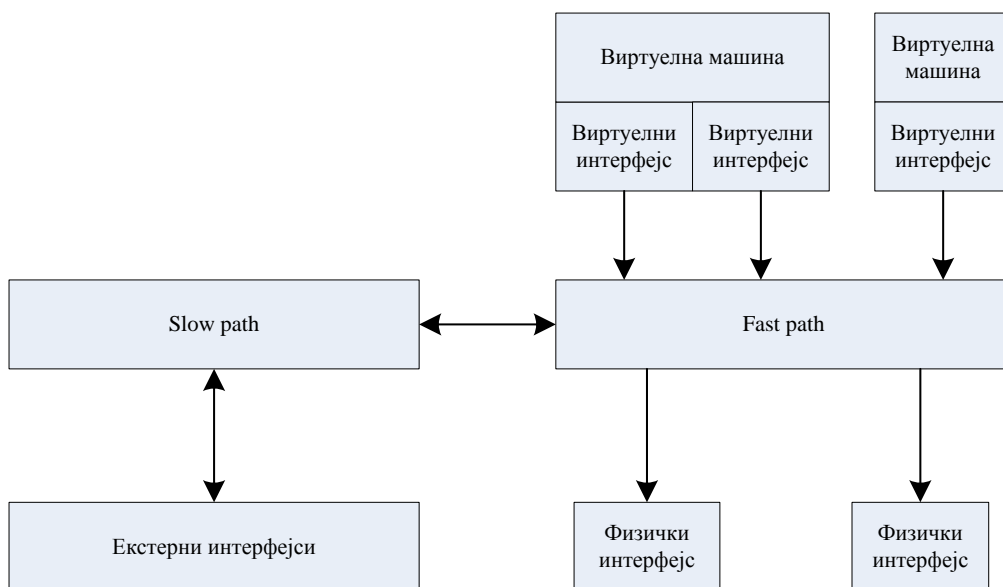 Виртуелна машина
Виртуелна
машина
Виртуелни
интерфејс
Виртуелни
интерфејс
Виртуелни
интерфејс
Slow path
Fast path
Екстерни интерфејси
Физички
интерфејс
Физички
интерфејс